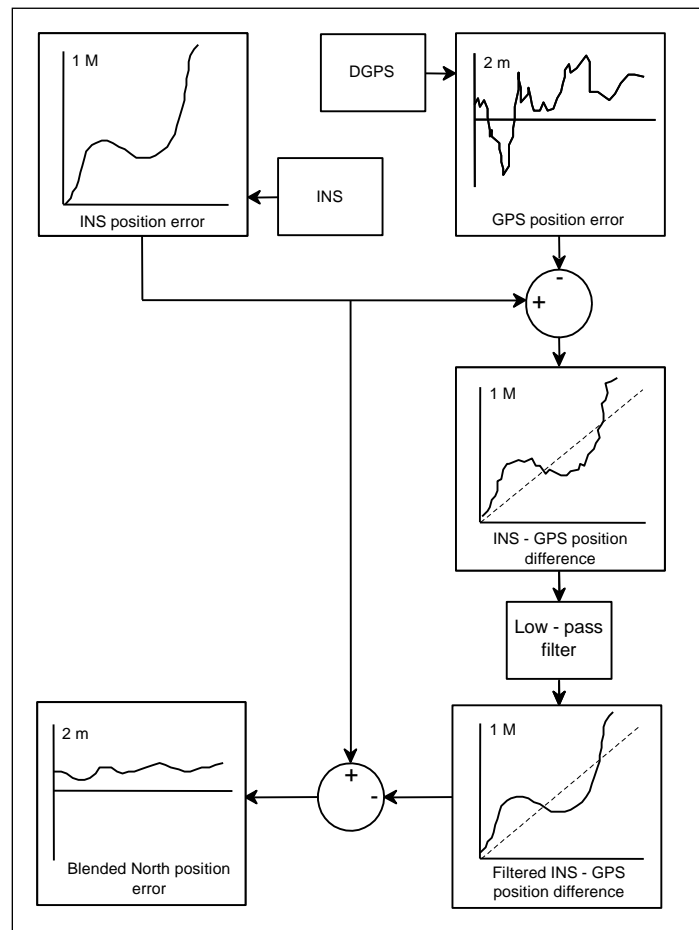 1 M
INS position error
DGPS
INS
2 m
GPS position error
-
+
1 M
INS - GPS position
difference
Low - pass
filter
1 M
Filtered INS - GPS
position difference
+
-
2 m
Blended North position
error